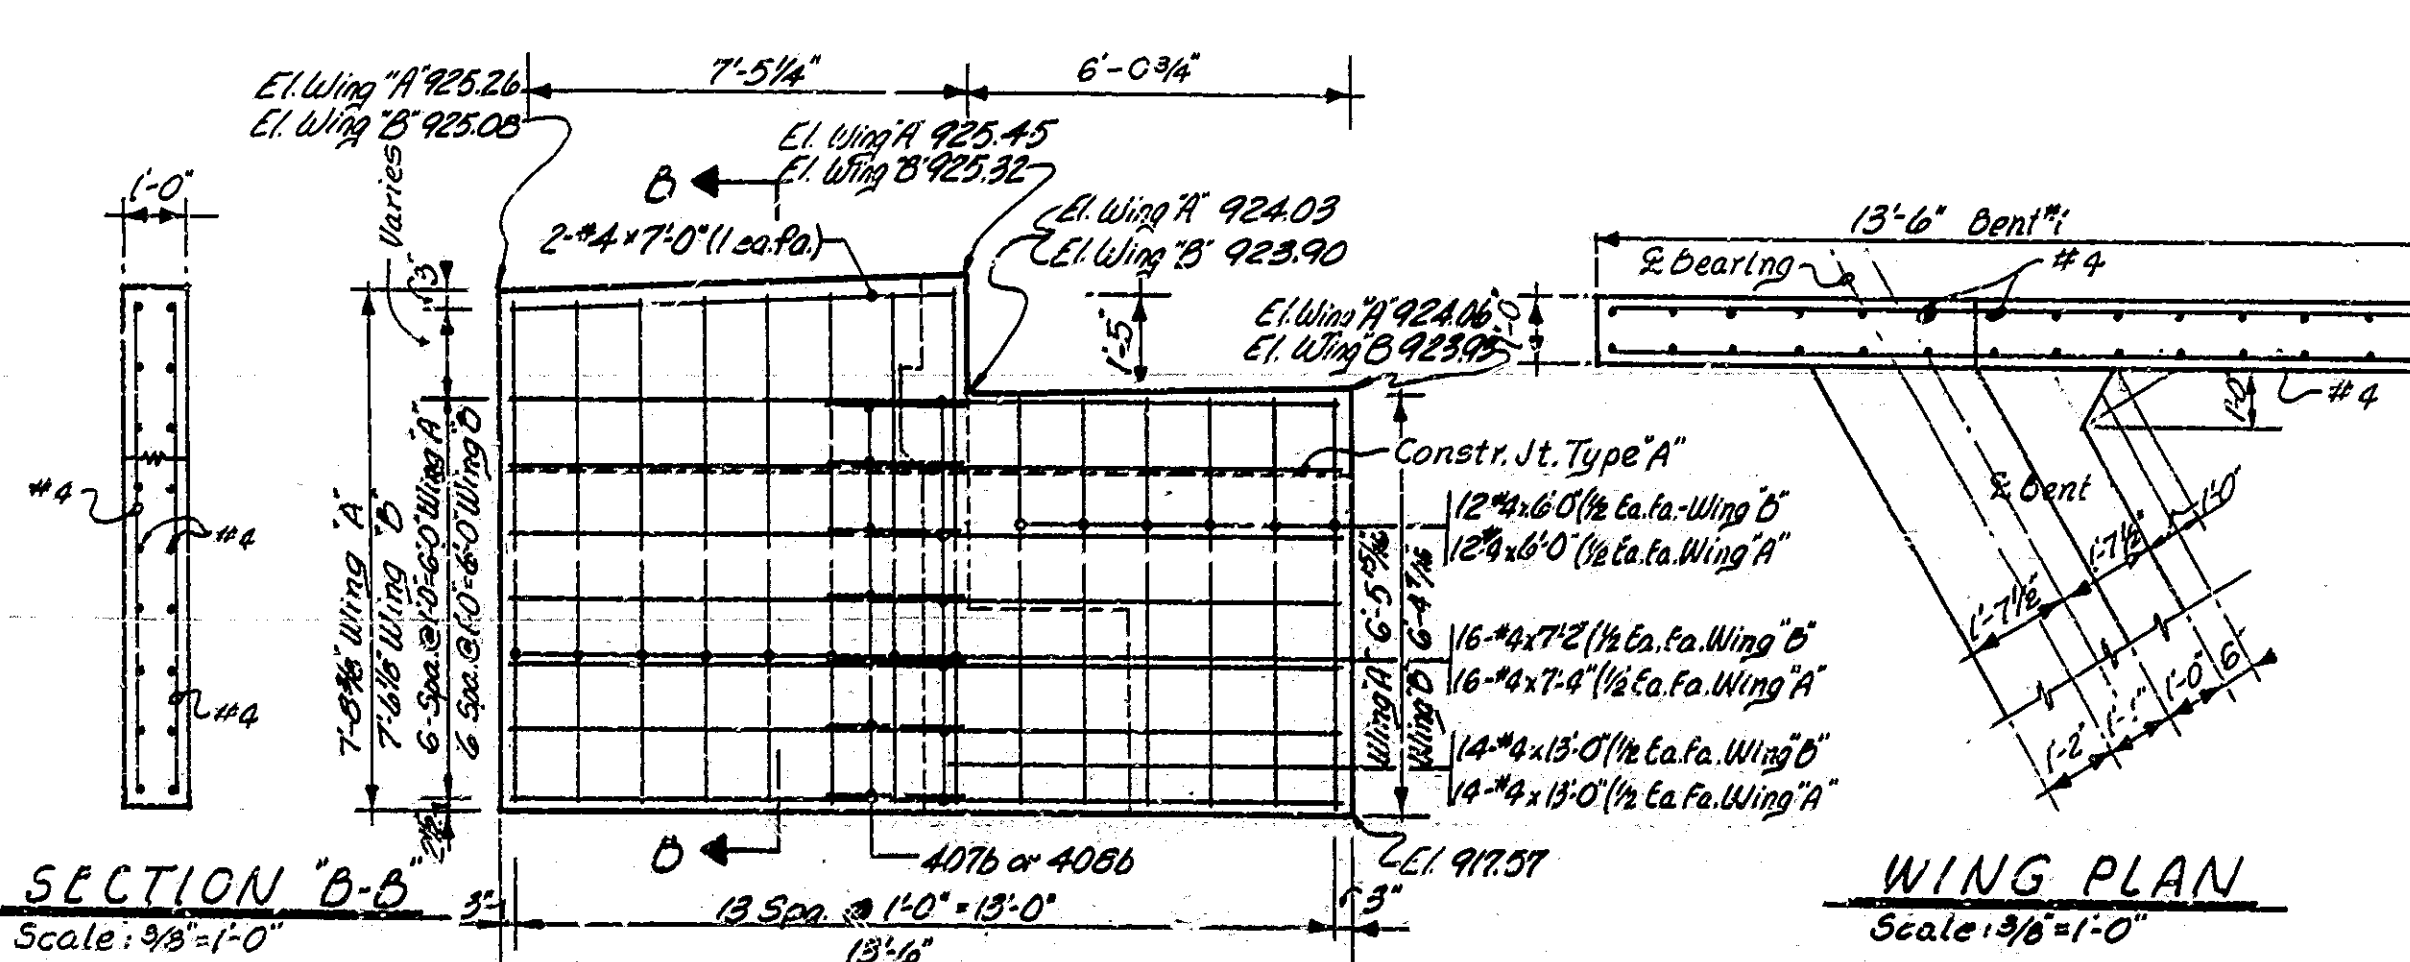 7'-5 1/4"
6'-0 3/4"
El. Wing "A" 925.26
El. Wing "B" 925.08
El. Wing "A" 925.45
El. Wing "B" 925.32
El. Wing "A" 924.03
El. Wing "B" 923.90
El. Wing "A" 924.06
El. Wing "B" 923.95
1'-0"
Varies
3"
B
2-#4 x 7'-0" (1 ea. fa.)
1'-5"
7'-8 3/16" Wing "A"
7'-6 1/8" Wing "B"
6-Spa. @ 1'-0"=6'-0" Wing "A"
6 Spa. @ 1'-0"=6'-0" Wing "B"
#4
#4
#4
Constr. Jt. Type "A"
12 #4 x 6'-0" (1/2 Ea. Fa.-Wing "B"
12-#4 x 6'-0" (1/2 Ea. Fa. Wing "A"
16-#4 x 7'-2" (1/2 Ea. Fa. Wing "B"
16-#4 x 7'-4" (1/2 Ea. Fa. Wing "A"
14-#4 x 13'-0" (1/2 Ea. Fa. Wing "B"
14-#4 x 13'-0" (1/2 Ea. Fa. Wing "A"
Wing "A" 6'-5 15/16"
Wing "B" 6'-4 7/16"
B
407b or 408b
El. 917.57
3"
13 Spa. @ 1'-0" = 13'-0"
3"
13'-6"
SECTION "B-B"
Scale: 3/8"=1'-0"
13'-6" Bent #1
℄ bearing
#4
1'-0"
#4
1'-0"
℄ bent
1'-0"
1'-7 1/2"
1'-7 1/2"
6"
1'-0"
1'-1"
1'-2"
WING PLAN
Scale: 3/8"=1'-0"